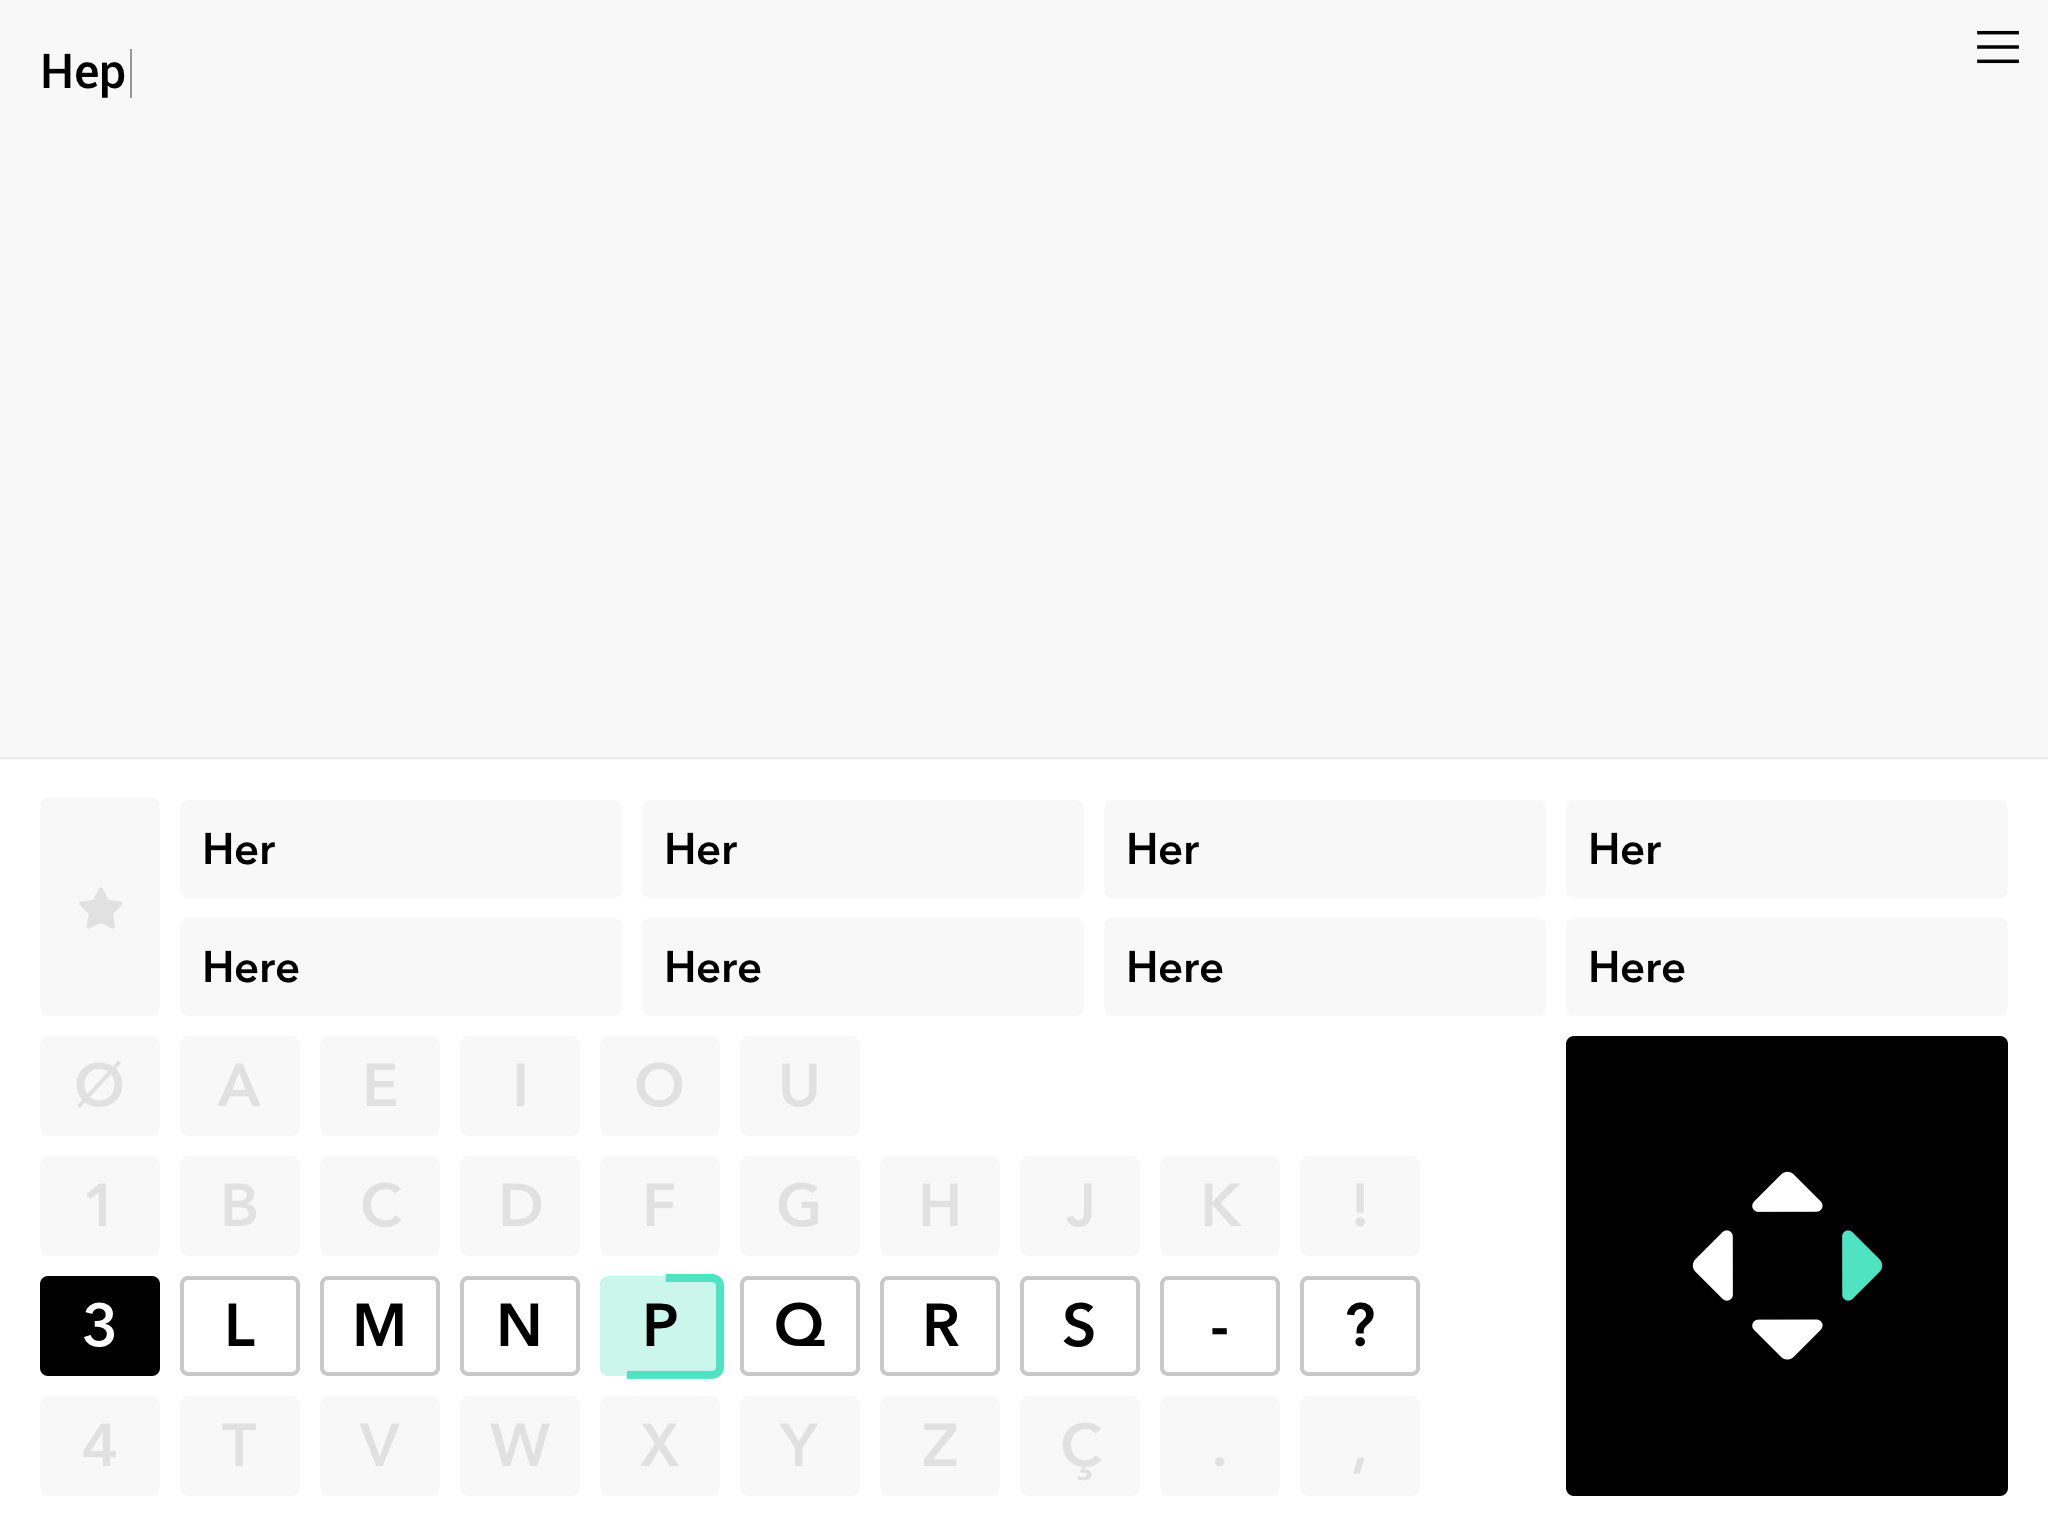 Hep
Her Her Her Her
Here Here Here Here
Ø A E I O U
1 B C D F G H J K !
3 L M N P Q R S - ?
4 T V W X Y Z Ç . ,